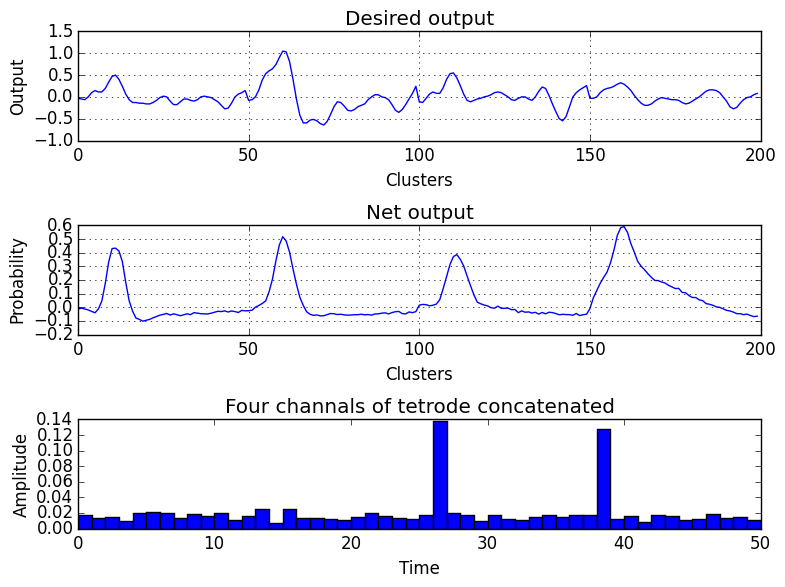 Desired output
1.5
1.0
0.5
0.0
−0.5
−1.0
Output
0 50 100 150 200
Clusters
Net output
0.6
0.5
0.4
0.3
0.2
0.1
0.0
−0.1
−0.2
Probability
0 50 100 150 200
Clusters
Four channals of tetrode concatenated
0.14
0.12
0.10
0.08
0.06
0.04
0.02
0.00
Amplitude
0 10 20 30 40 50
Time